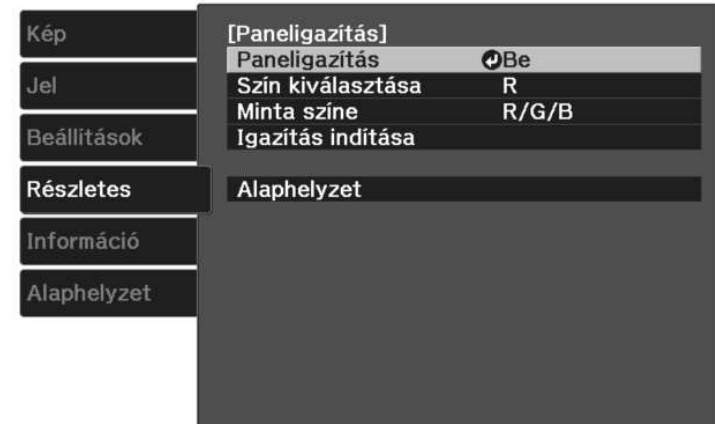 Kép
Jel
Beállítások
Részletes
Információ
Alaphelyzet
[Paneligazítás]
Paneligazítás Be
Szín kiválasztása R
Minta színe R/G/B
Igazítás indítása
Alaphelyzet